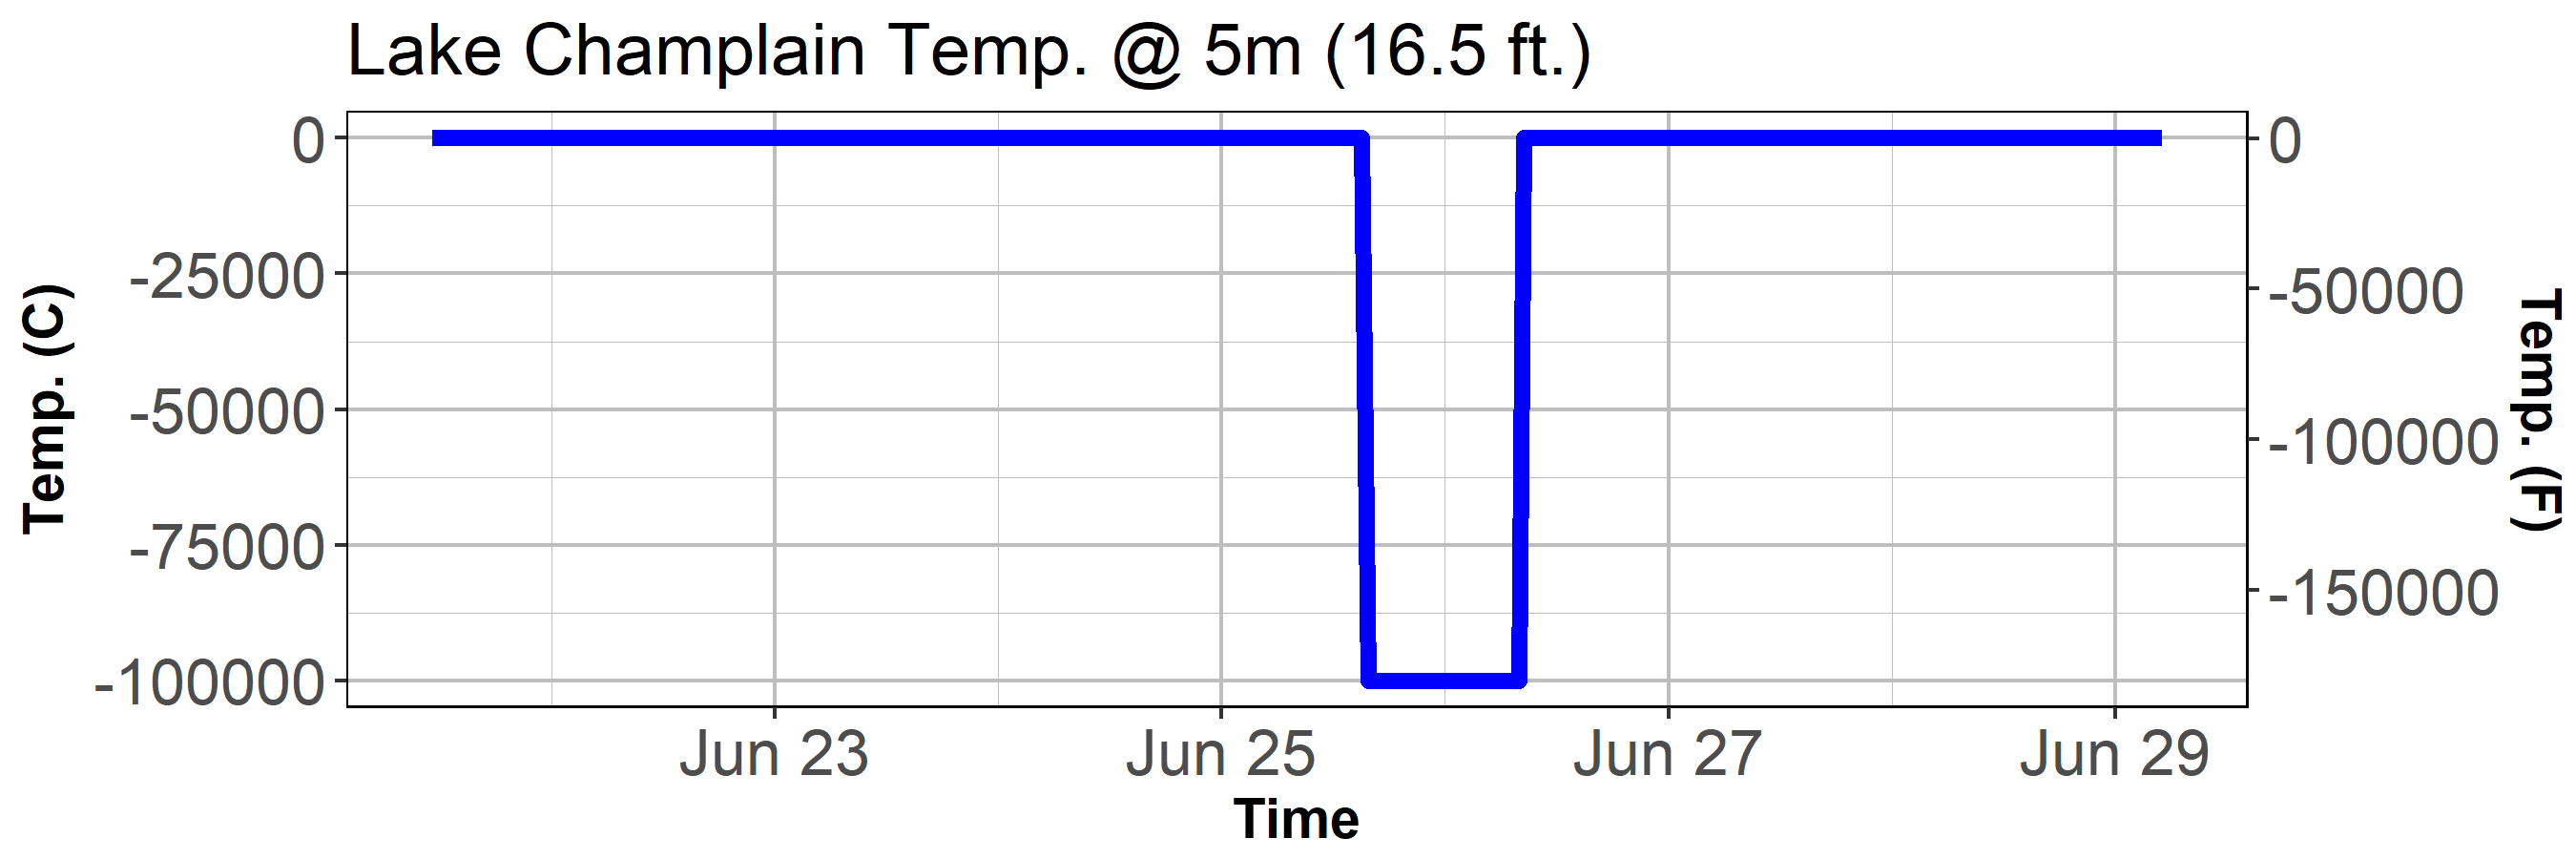 Lake Champlain Temp. @ 5m (16.5 ft.)
Temp. (C)
0
-25000
-50000
-75000
-100000
0
-50000
-100000
-150000
Temp. (F)
Jun 23
Jun 25
Jun 27
Jun 29
Time